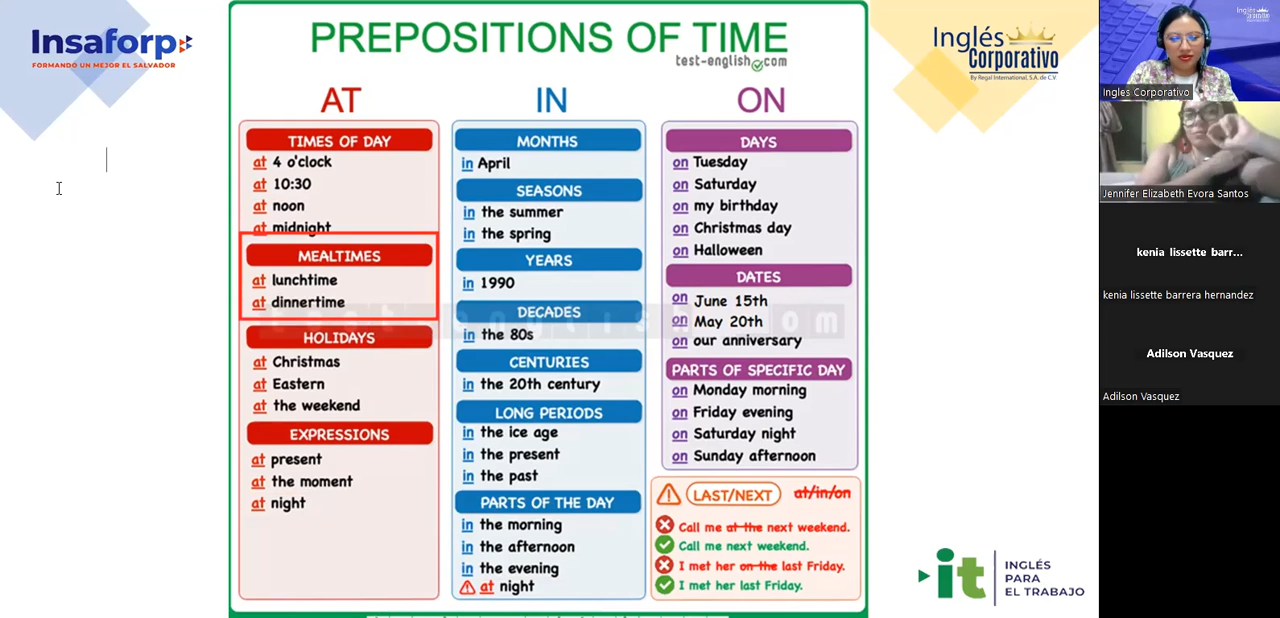 Insaforp
FORMANDO UN MEJOR EL SALVADOR
PREPOSITIONS OF TIME
test-english.com
Inglés
Corporativo
By Regal International, S.A. de C.V.
AT
TIMES OF DAY
at 4 o'clock
at 10:30
at noon
at midnight
MEALTIMES
at lunchtime
at dinnertime
HOLIDAYS
at Christmas
at Eastern
at the weekend
EXPRESSIONS
at present
at the moment
at night
IN
MONTHS
in April
SEASONS
in the summer
in the spring
YEARS
in 1990
DECADES
in the 80s
CENTURIES
in the 20th century
LONG PERIODS
in the ice age
in the present
in the past
PARTS OF THE DAY
in the morning
in the afternoon
in the evening
at night
ON
DAYS
on Tuesday
on Saturday
on my birthday
on Christmas day
on Halloween
DATES
on June 15th
on May 20th
on our anniversary
PARTS OF SPECIFIC DAY
on Monday morning
on Friday evening
on Saturday night
on Sunday afternoon
LAST/NEXT at/in/on
Call me at the next weekend.
Call me next weekend.
I met her on the last Friday.
I met her last Friday.
it
INGLÉS
PARA
EL TRABAJO
Ingles Corporativo
Jennifer Elizabeth Evora Santos
kenia lissette barr...
kenia lissette barrera hernandez
Adilson Vasquez
Adilson Vasquez